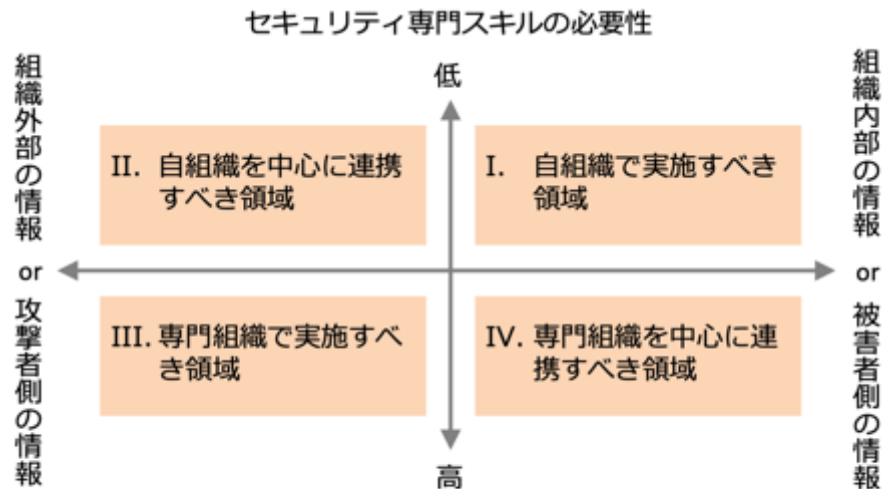 セキュリティ専門スキルの必要性
低
組織外部の情報 or 攻撃者側の情報
組織内部の情報 or 被害者側の情報
II. 自組織を中心に連携
すべき領域
I. 自組織で実施すべき
領域
III. 専門組織で実施すべ
き領域
IV. 専門組織を中心に連
携すべき領域
高